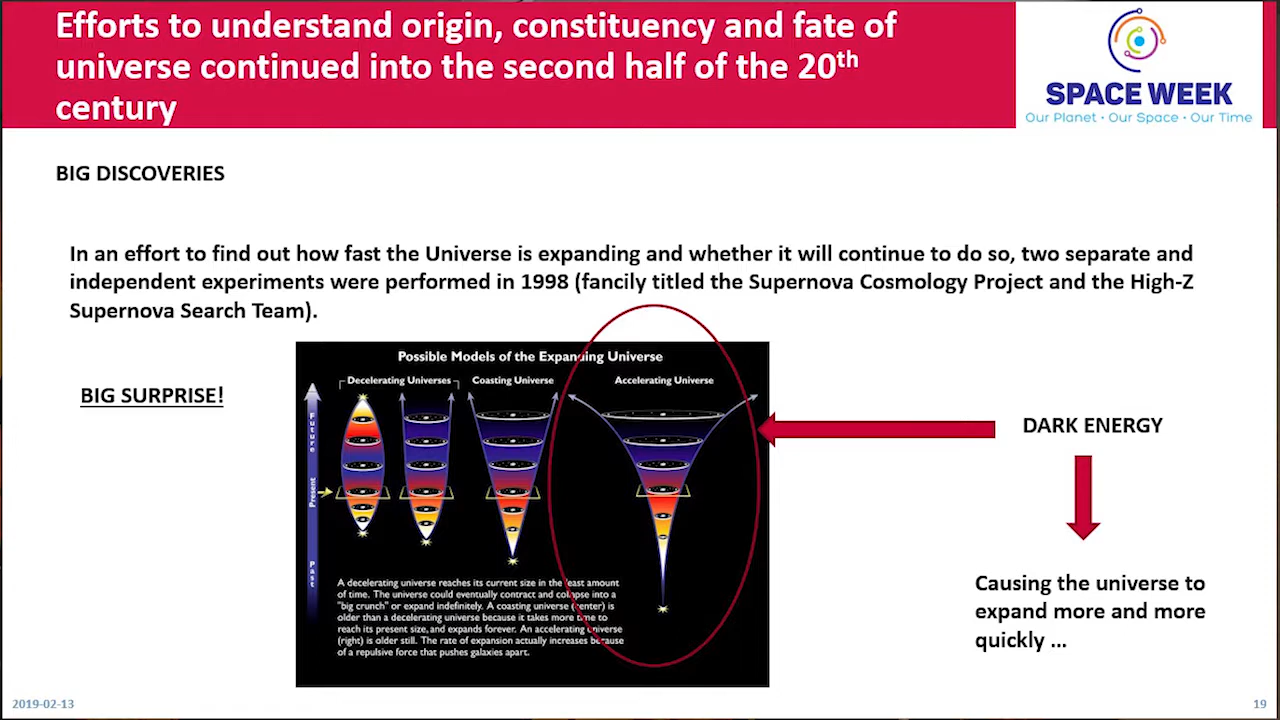 Efforts to understand origin, constituency and fate of
universe continued into the second half of the 20th
century
SPACE WEEK
Our Planet • Our Space • Our Time
BIG DISCOVERIES
In an effort to find out how fast the Universe is expanding and whether it will continue to do so, two separate and
independent experiments were performed in 1998 (fancily titled the Supernova Cosmology Project and the High-Z
Supernova Search Team).
BIG SURPRISE!
Possible Models of the Expanding Universe
Decelerating Universes
Coasting Universe
Accelerating Universe
Future
Present
Past
A decelerating universe reaches its current size in the least amount
of time. The universe could eventually contract and collapse into a
"big crunch" or expand indefinitely. A coasting universe (center) is
older than a decelerating universe because it takes more time to
reach its present size, and expands forever. An accelerating universe
(right) is older still. The rate of expansion actually increases because
of a repulsive force that pushes galaxies apart.
DARK ENERGY
Causing the universe to
expand more and more
quickly ...
2019-02-13
19